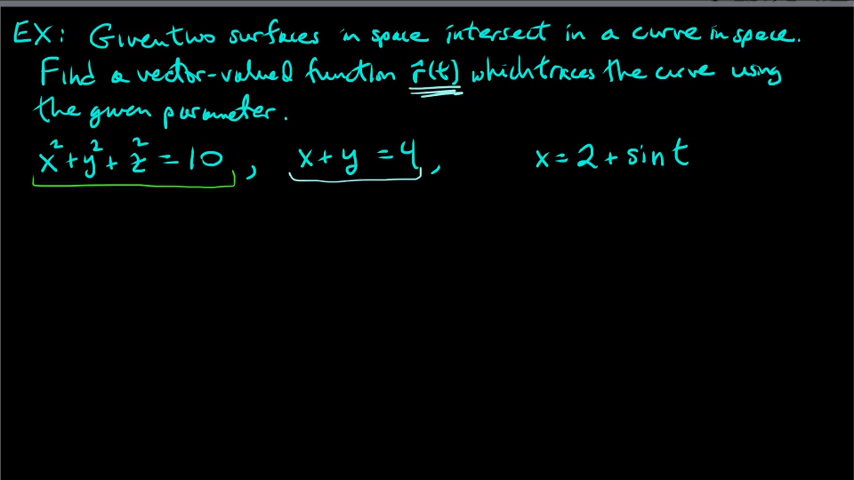 EX: Given two surfaces in space intersect in a curve in space.
Find a vector-valued function r⃗(t) which traces the curve using
the given parameter.
x²+y²+z²=10, x+y=4, x=2+sin t